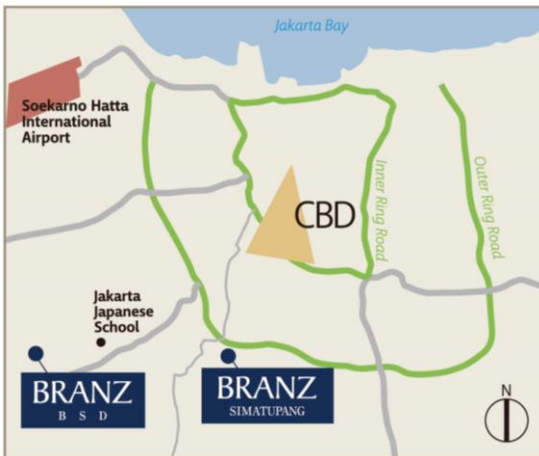 Jakarta Bay
Soekarno Hatta
International
Airport
CBD
Inner Ring Road
Outer Ring Road
Jakarta
Japanese
School
BRANZ
BSD
BRANZ
SIMATUPANG
N